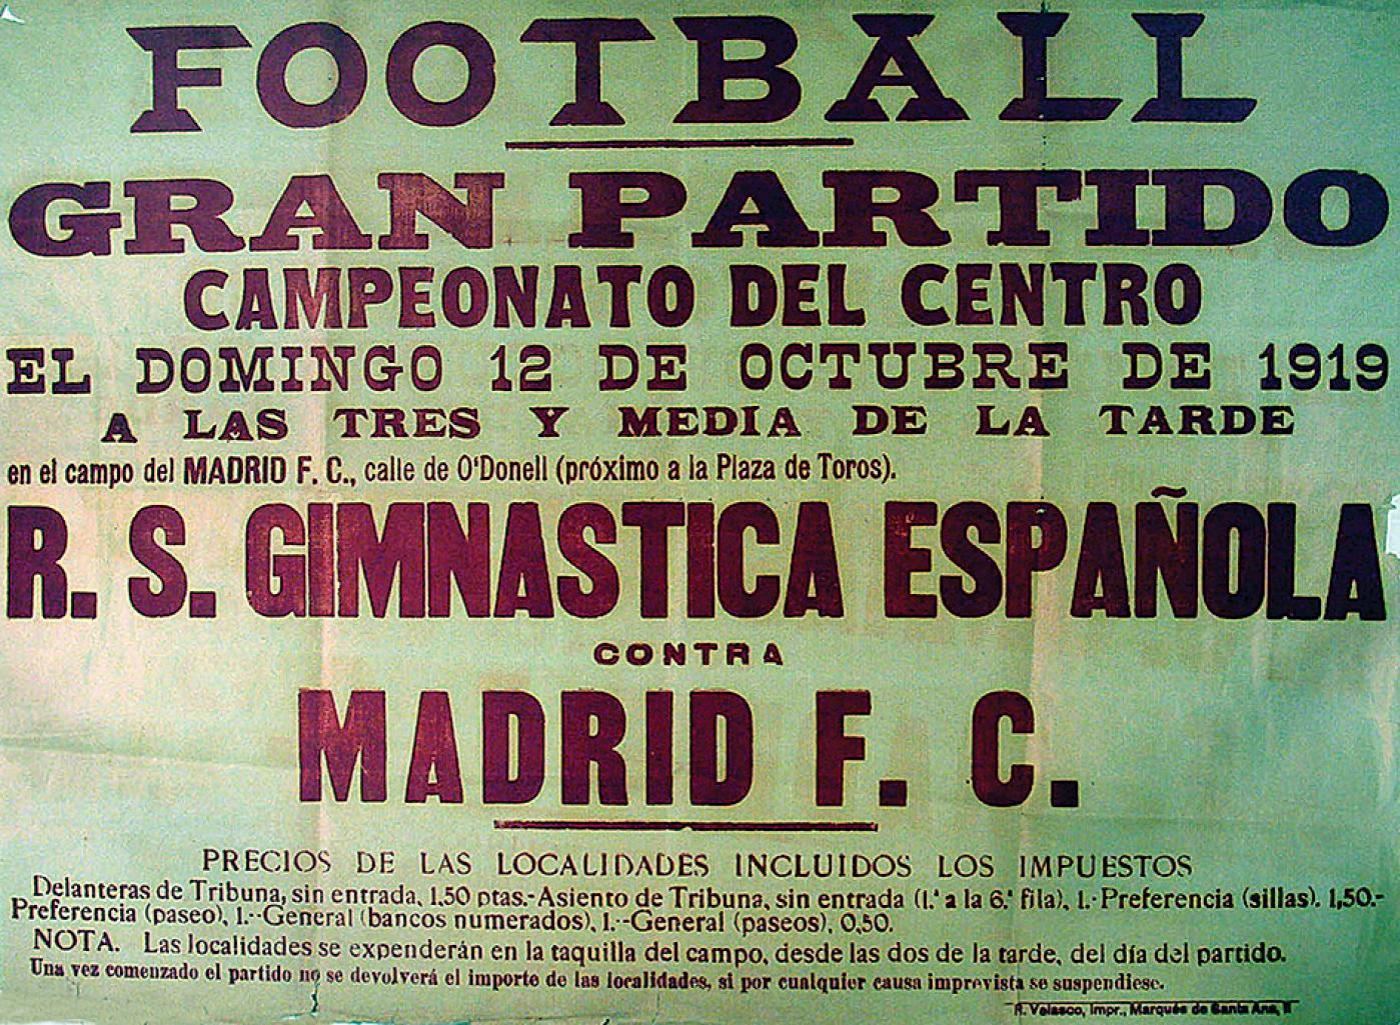 FOOTBALL
GRAN PARTIDO
CAMPEONATO DEL CENTRO
EL DOMINGO 12 DE OCTUBRE DE 1919
A LAS TRES Y MEDIA DE LA TARDE
en el campo del MADRID F. C., calle de O'Donell (próximo a la Plaza de Toros).
R. S. GIMNASTICA ESPAÑOLA
CONTRA
MADRID F. C.
PRECIOS DE LAS LOCALIDADES INCLUIDOS LOS IMPUESTOS
Delanteras de Tribuna, sin entrada, 1.50 ptas.-Asiento de Tribuna, sin entrada (1.ª a la 6.ª fila), 1.-Preferencia (sillas), 1,50.-
Preferencia (paseo), 1.--General (bancos numerados), 1.--General (paseos), 0,50.
NOTA. Las localidades se expenderán en la taquilla del campo, desde las dos de la tarde, del día del partido.
Una vez comenzado el partido no se devolverá el importe de las localidades, si por cualquier causa imprevista se suspendiese.
R. Velasco, Impr., Marqués de Santa Ana, II